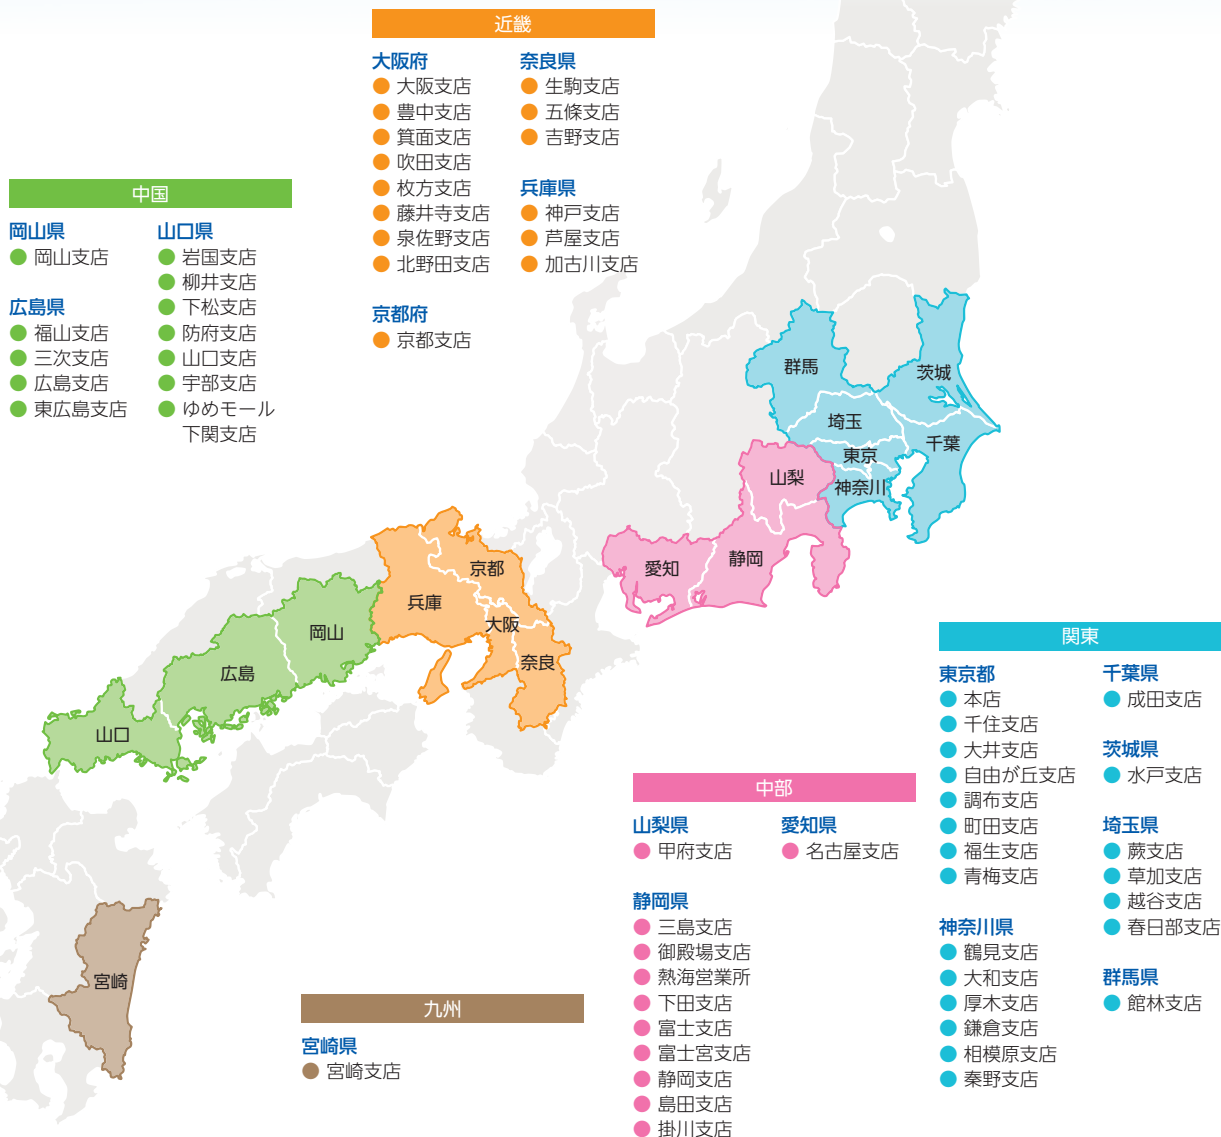 近畿
大阪府
● 大阪支店
● 豊中支店
● 箕面支店
● 吹田支店
● 枚方支店
● 藤井寺支店
● 泉佐野支店
● 北野田支店
京都府
● 京都支店
奈良県
● 生駒支店
● 五條支店
● 吉野支店
兵庫県
● 神戸支店
● 芦屋支店
● 加古川支店
中国
岡山県
● 岡山支店
広島県
● 福山支店
● 三次支店
● 広島支店
● 東広島支店
山口県
● 岩国支店
● 柳井支店
● 下松支店
● 防府支店
● 山口支店
● 宇部支店
● ゆめモール
下関支店
群馬
茨城
埼玉
千葉
東京
山梨
神奈川
静岡
愛知
京都
兵庫
大阪
奈良
岡山
広島
山口
宮崎
関東
東京都
● 本店
● 千住支店
● 大井支店
● 自由が丘支店
● 調布支店
● 町田支店
● 福生支店
● 青梅支店
神奈川県
● 鶴見支店
● 大和支店
● 厚木支店
● 鎌倉支店
● 相模原支店
● 秦野支店
千葉県
● 成田支店
茨城県
● 水戸支店
埼玉県
● 蕨支店
● 草加支店
● 越谷支店
● 春日部支店
群馬県
● 館林支店
中部
山梨県
● 甲府支店
静岡県
● 三島支店
● 御殿場支店
● 熱海営業所
● 下田支店
● 富士支店
● 富士宮支店
● 静岡支店
● 島田支店
● 掛川支店
愛知県
● 名古屋支店
九州
宮崎県
● 宮崎支店